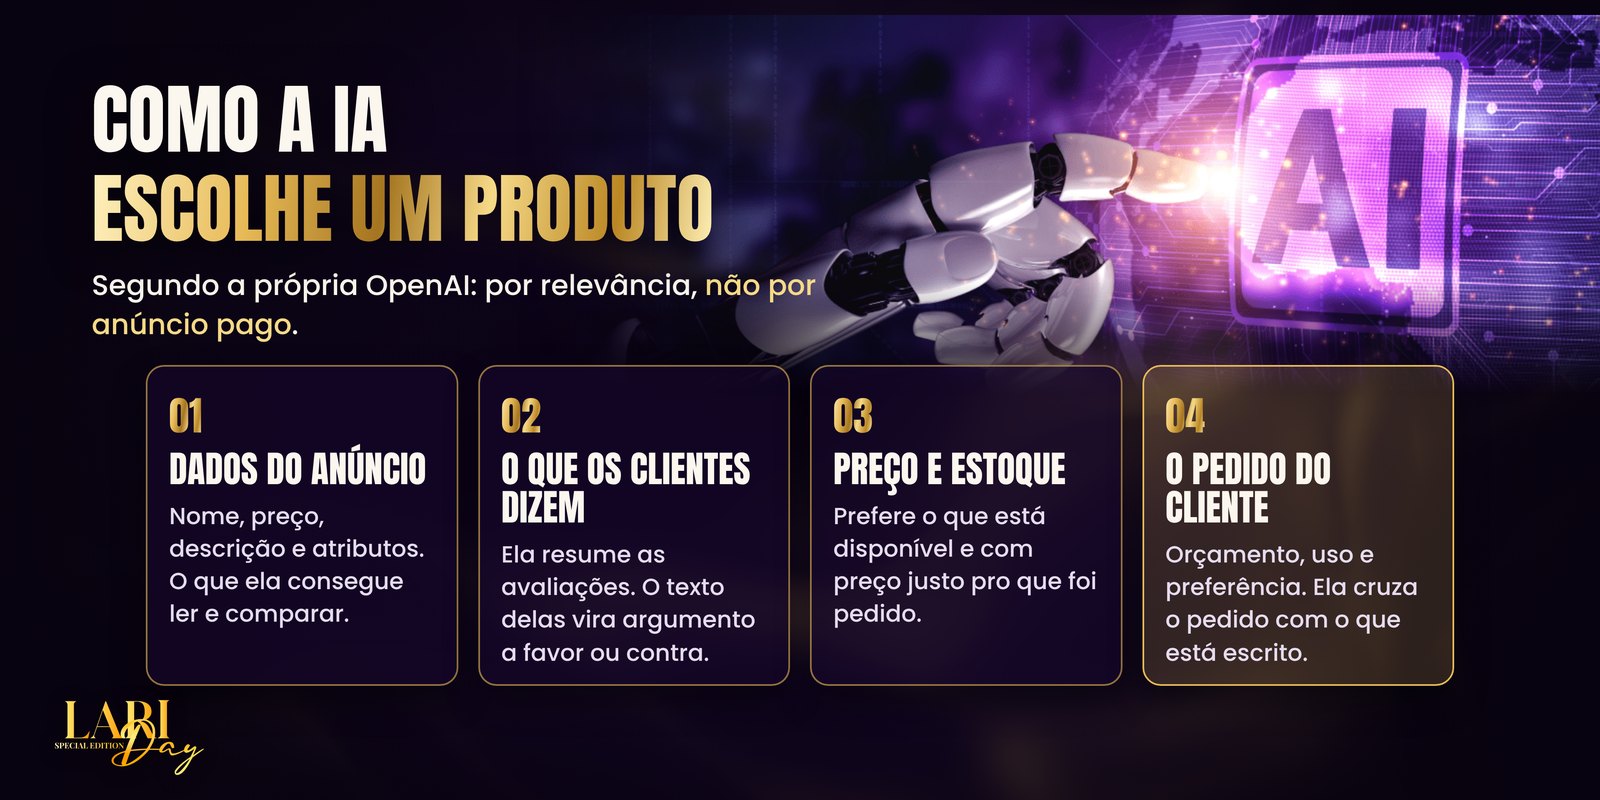 COMO A IA
ESCOLHE UM PRODUTO
Segundo a própria OpenAI: por relevância, não por
anúncio pago.
AI
01
DADOS DO ANÚNCIO
Nome, preço,
descrição e atributos.
O que ela consegue
ler e comparar.
02
O QUE OS CLIENTES
DIZEM
Ela resume as
avaliações. O texto
delas vira argumento
a favor ou contra.
03
PREÇO E ESTOQUE
Prefere o que está
disponível e com
preço justo pro que foi
pedido.
04
O PEDIDO DO
CLIENTE
Orçamento, uso e
preferência. Ela cruza
o pedido com o que
está escrito.
LARI
SPECIAL EDITION Day